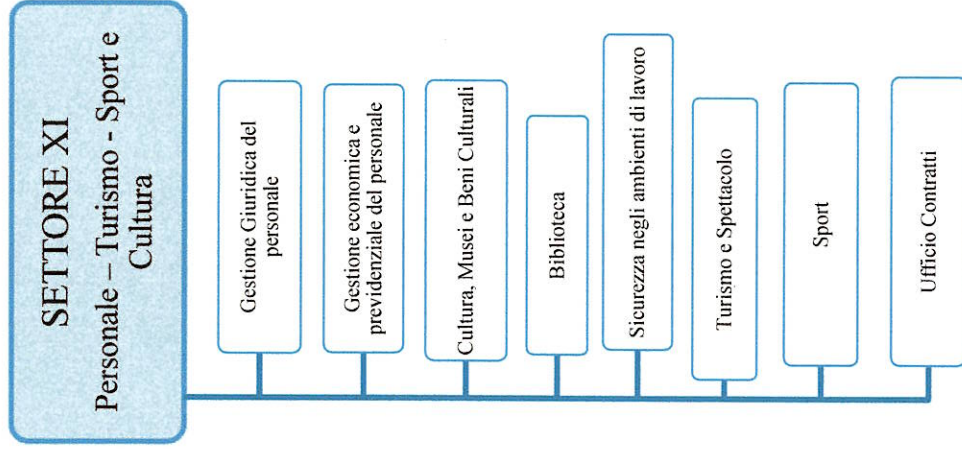 SETTORE XI
Personale – Turismo - Sport e
Cultura
Gestione Giuridica del
personale
Gestione economica e
previdenziale del personale
Cultura, Musei e Beni Culturali
Biblioteca
Sicurezza negli ambienti di lavoro
Turismo e Spettacolo
Sport
Ufficio Contratti